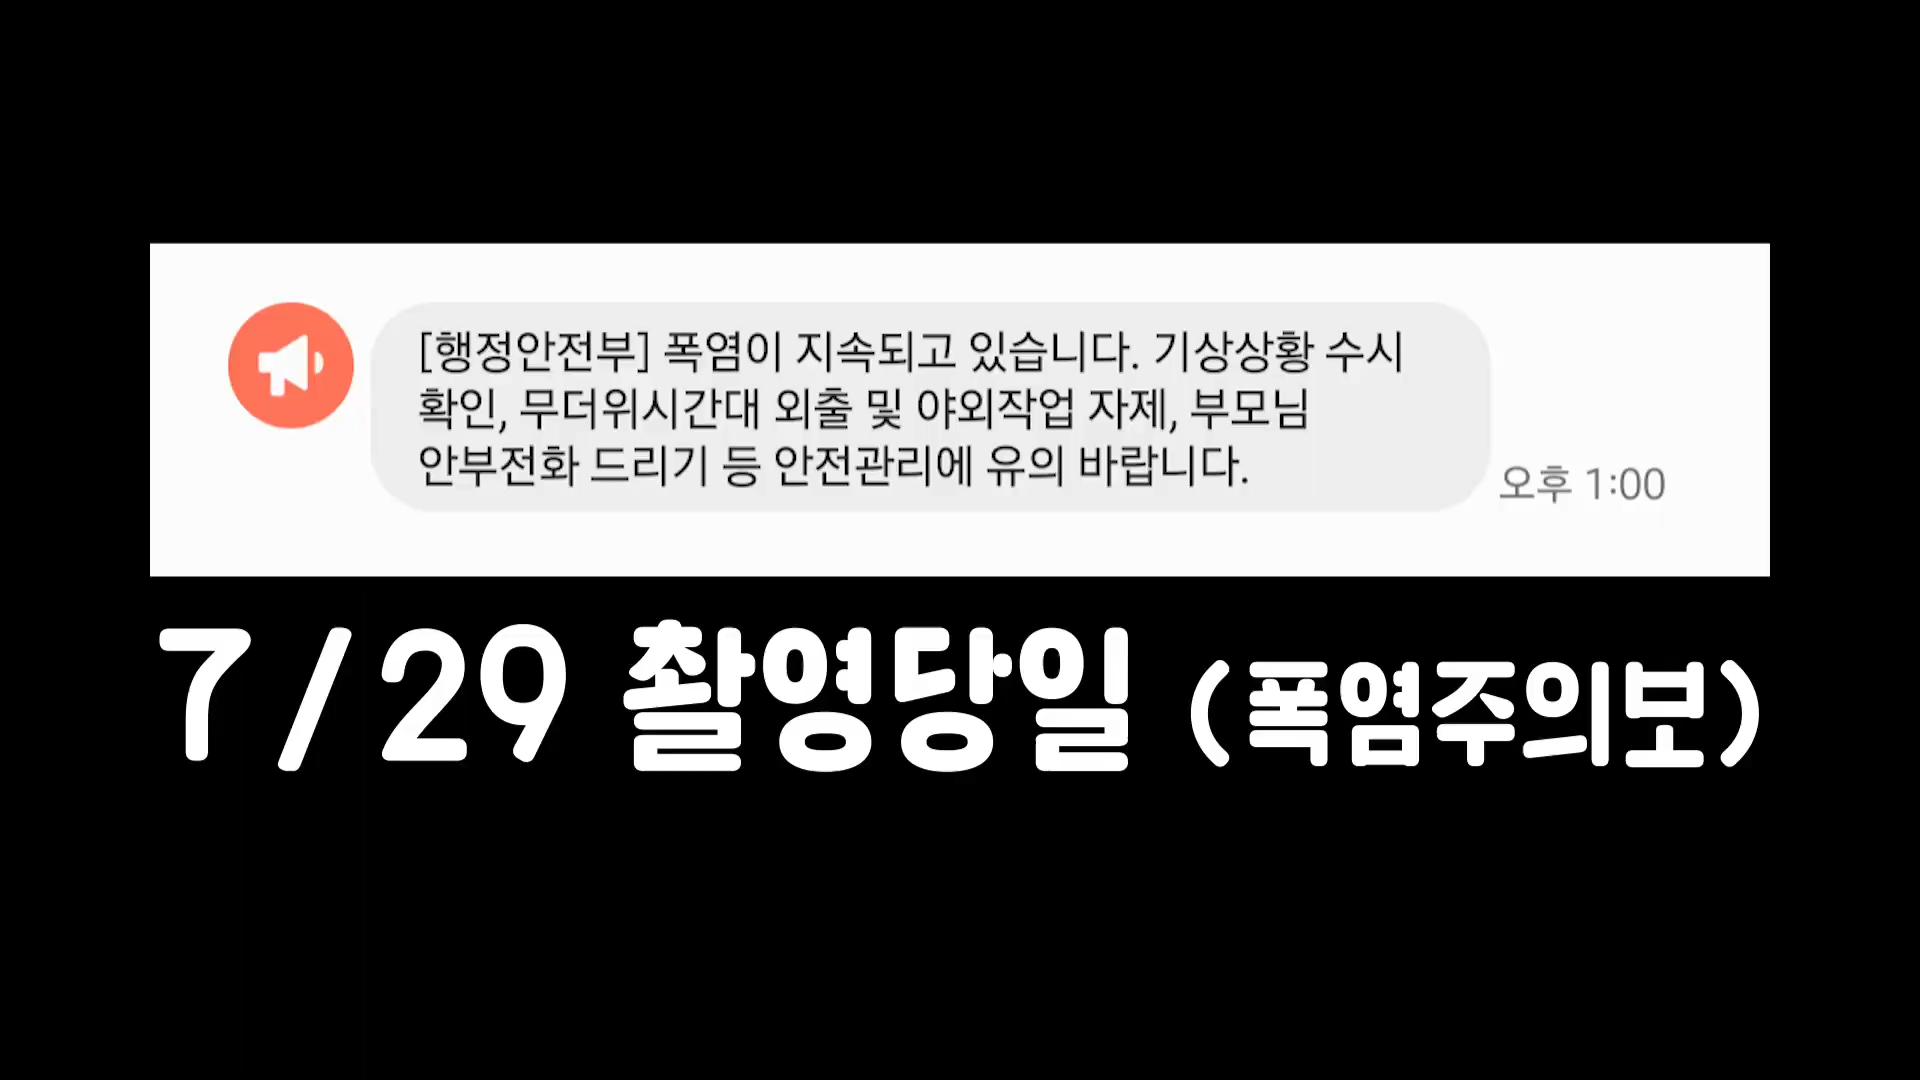 [행정안전부] 폭염이 지속되고 있습니다. 기상상황 수시
확인, 무더위시간대 외출 및 야외작업 자제, 부모님
안부전화 드리기 등 안전관리에 유의 바랍니다.
오후 1:00
7/29 촬영당일 (폭염주의보)